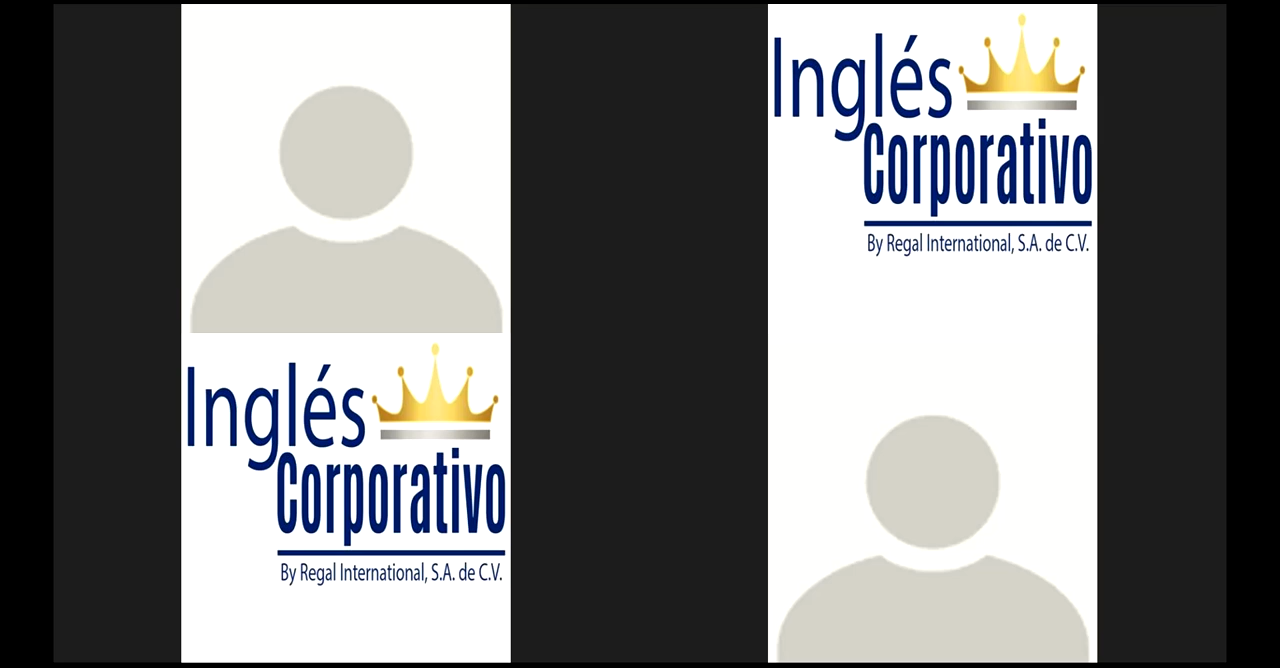 Inglés
Corporativo
By Regal International, S.A. de C.V.
Inglés
Corporativo
By Regal International, S.A. de C.V.